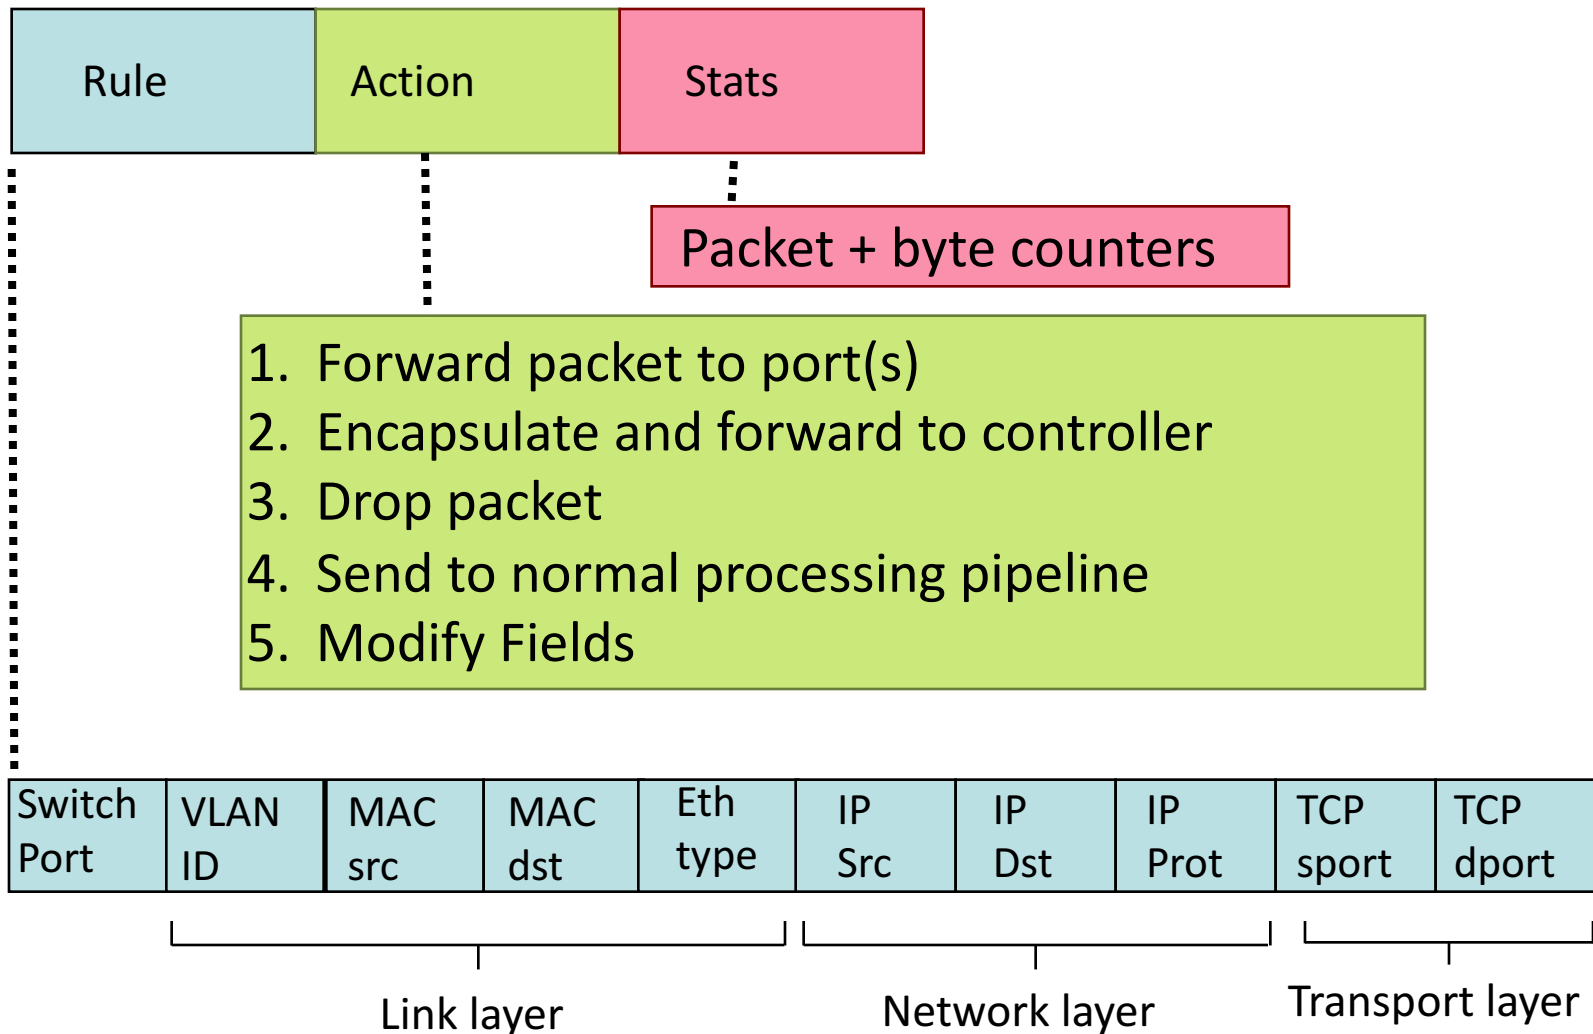 Rule
Action
Stats
Packet + byte counters
1. Forward packet to port(s)
2. Encapsulate and forward to controller
3. Drop packet
4. Send to normal processing pipeline
5. Modify Fields
Switch
Port
VLAN
ID
MAC
src
MAC
dst
Eth
type
IP
Src
IP
Dst
IP
Prot
TCP
sport
TCP
dport
Link layer
Network layer
Transport layer